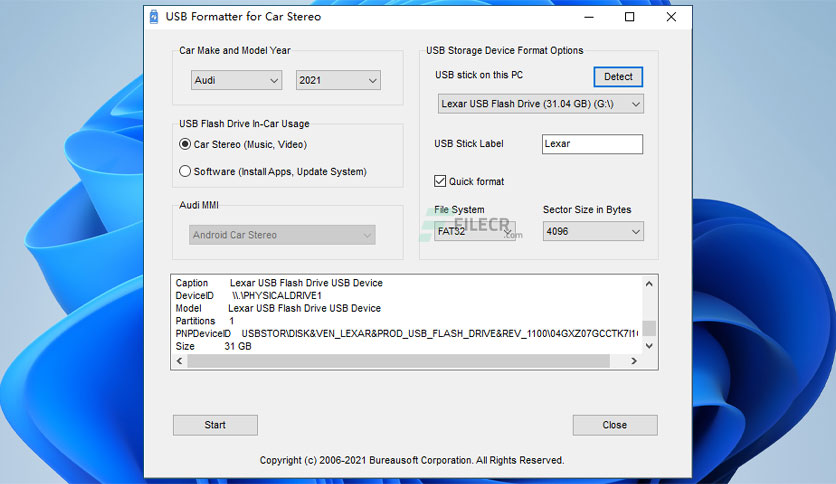 USB Formatter for Car Stereo
Car Make and Model Year
Audi
2021
USB Flash Drive In-Car Usage
Car Stereo (Music, Video)
Software (Install Apps, Update System)
Audi MMI
Android Car Stereo
USB Storage Device Format Options
USB stick on this PC
Detect
Lexar USB Flash Drive (31.04 GB) (G:\)
USB Stick Label
Lexar
Quick format
File System
Sector Size in Bytes
FAT32
4096
FILECR
.com
Caption Lexar USB Flash Drive USB Device
DeviceID \\.\PHYSICALDRIVE1
Model Lexar USB Flash Drive USB Device
Partitions 1
PNPDeviceID USBSTOR\DISK&VEN_LEXAR&PROD_USB_FLASH_DRIVE&REV_1100\04GXZ07GCCTK7I1
Size 31 GB
Start
Close
Copyright (c) 2006-2021 Bureausoft Corporation. All Rights Reserved.